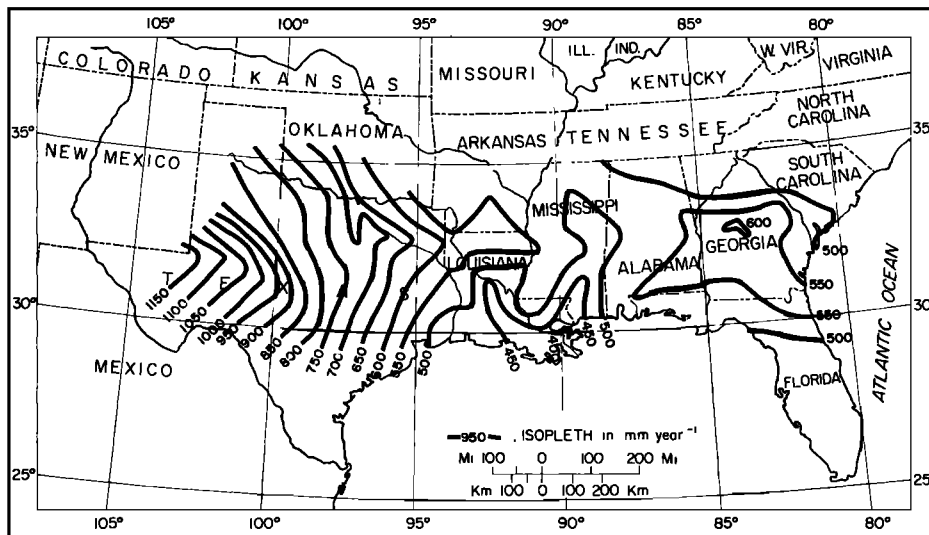 105° 100° 95° 90° 85° 80°
ILL. IND. W. VIR.
COLORADO KANSAS MISSOURI KENTUCKY VIRGINIA
35° OKLAHOMA ARKANSAS TENNESSEE NORTH CAROLINA 35°
NEW MEXICO SOUTH CAROLINA
MISSISSIPPI 600
LOUISIANA ALABAMA GEORGIA 500
T E X S
30° 550 30°
1150 1100 1050 1000 950 900 850 800 750 700 650 600 550 500 450 400 450 500 550 500
MEXICO FLORIDA ATLANTIC OCEAN
950 . ISOPLETH in mm year⁻¹
MI 100 0 100 200 MI
Km 100 0 100 200 Km
25° 25°
105° 100° 95° 90° 85° 80°